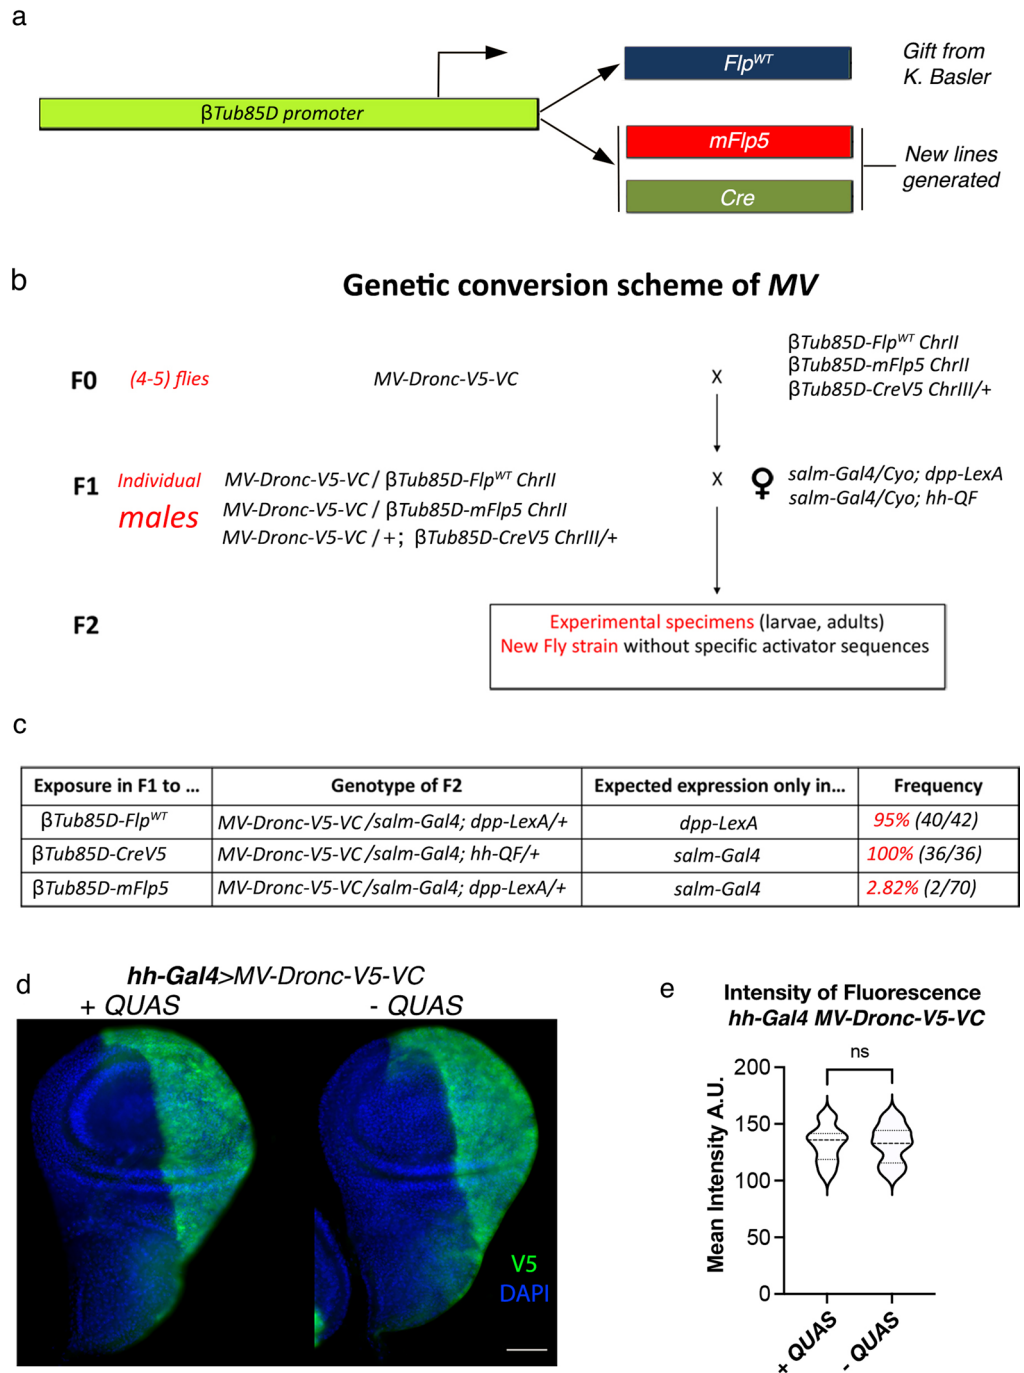 a
βTub85D promoter
Flp^WT
Gift from
K. Basler
mFlp5
Cre
New lines
generated
b
Genetic conversion scheme of MV
F0
(4-5) flies
MV-Dronc-V5-VC
X
βTub85D-Flp^WT ChrII
βTub85D-mFlp5 ChrII
βTub85D-CreV5 ChrIII/+
F1
Individual
males
MV-Dronc-V5-VC / βTub85D-Flp^WT ChrII
MV-Dronc-V5-VC / βTub85D-mFlp5 ChrII
MV-Dronc-V5-VC / +; βTub85D-CreV5 ChrIII/+
X
♀
salm-Gal4/Cyo; dpp-LexA
salm-Gal4/Cyo; hh-QF
F2
Experimental specimens (larvae, adults)
New Fly strain without specific activator sequences
c
Exposure in F1 to ... Genotype of F2 Expected expression only in... Frequency
βTub85D-Flp^WT MV-Dronc-V5-VC/salm-Gal4; dpp-LexA/+ dpp-LexA 95% (40/42)
βTub85D-CreV5 MV-Dronc-V5-VC/salm-Gal4; hh-QF/+ salm-Gal4 100% (36/36)
βTub85D-mFlp5 MV-Dronc-V5-VC/salm-Gal4; dpp-LexA/+ salm-Gal4 2.82% (2/70)
d
hh-Gal4>MV-Dronc-V5-VC
+ QUAS - QUAS
V5
DAPI
e
Intensity of Fluorescence
hh-Gal4 MV-Dronc-V5-VC
ns
Mean Intensity A.U.
200
150
100
50
0
+ QUAS
- QUAS